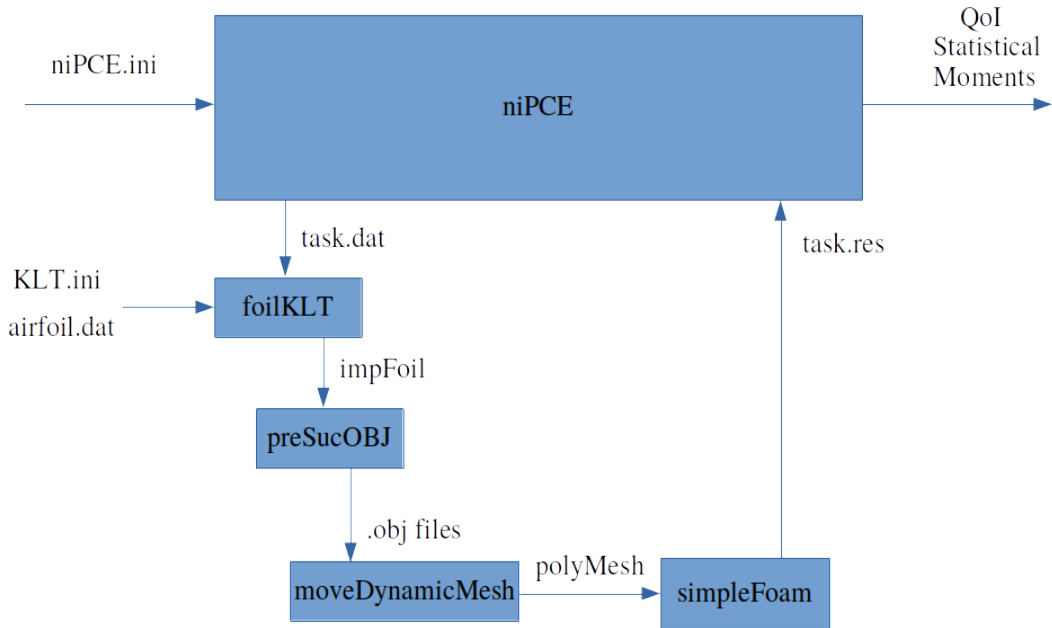 QoI
Statistical
Moments
niPCE.ini
niPCE
task.dat
task.res
KLT.ini
airfoil.dat
foilKLT
impFoil
preSucOBJ
.obj files
polyMesh
moveDynamicMesh
simpleFoam